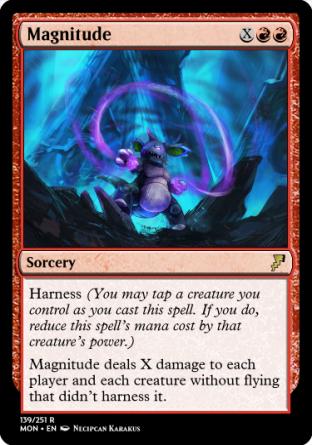 Magnitude XRR
Sorcery
Harness (You may tap a creature you
control as you cast this spell. If you do,
reduce this spell's mana cost by that
creature's power.)
Magnitude deals X damage to each
player and each creature without flying
that didn't harness it.
139/251 R
MON • EN Necipcan Karakus